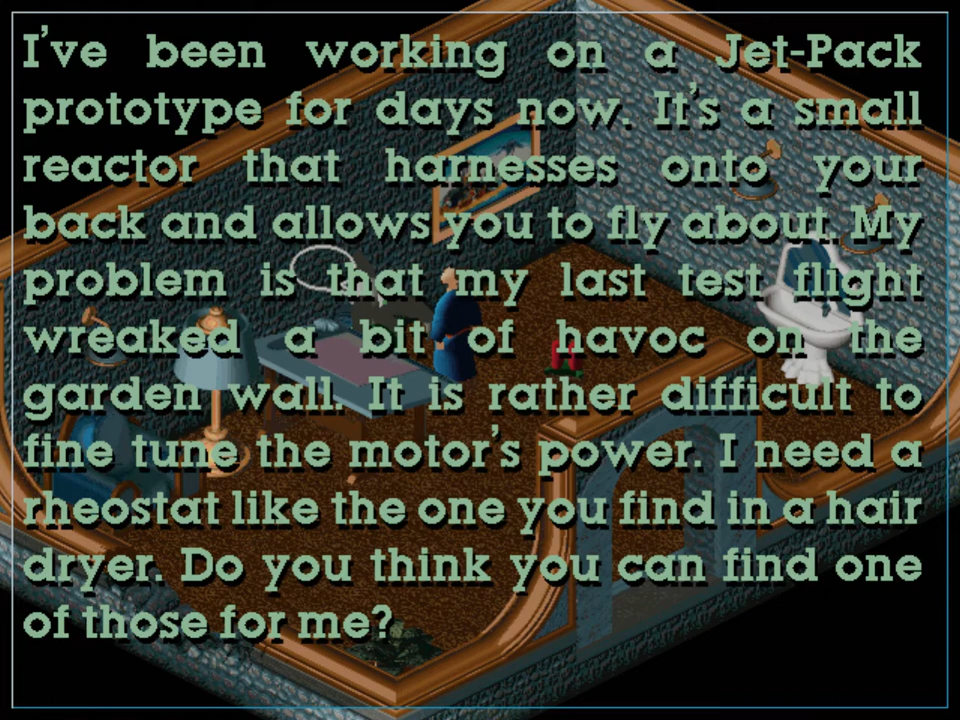 I've been working on a Jet-Pack
prototype for days now. It's a small
reactor that harnesses onto your
back and allows you to fly about. My
problem is that my last test flight
wreaked a bit of havoc on the
garden wall. It is rather difficult to
fine tune the motor's power. I need a
rheostat like the one you find in a hair
dryer. Do you think you can find one
of those for me?